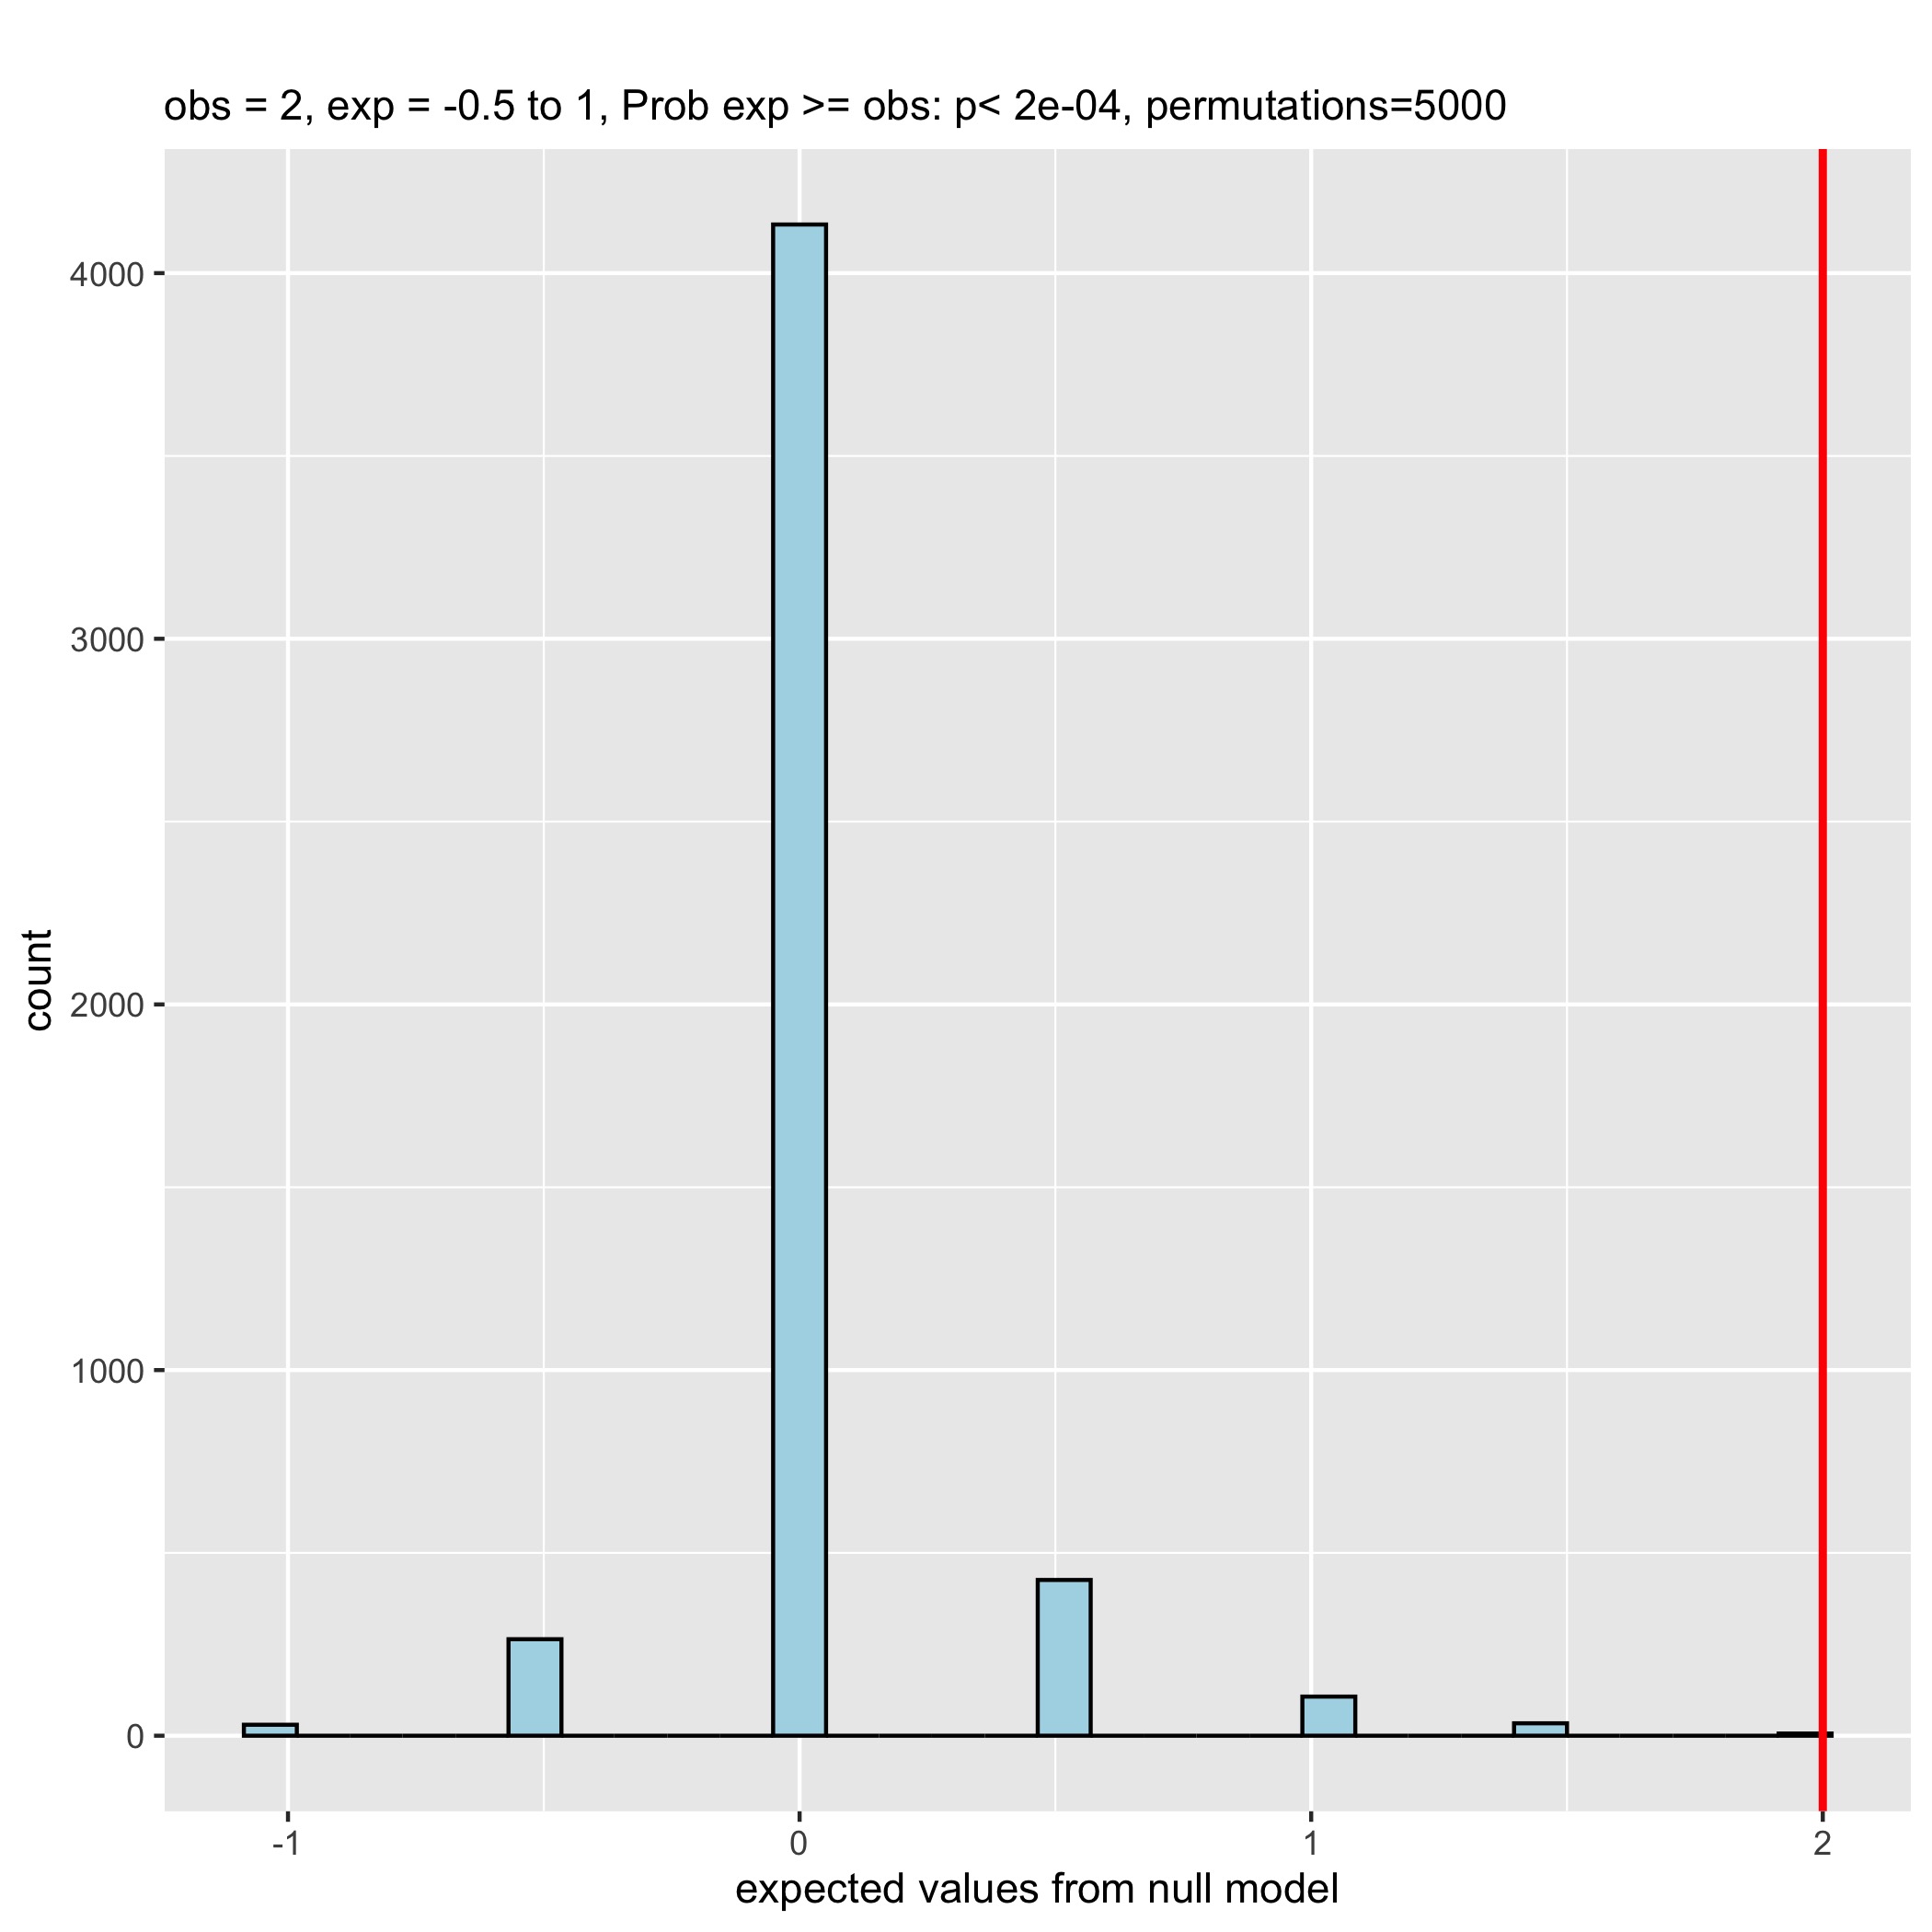 obs = 2, exp = -0.5 to 1, Prob exp >= obs: p< 2e-04, permutations=5000
4000
3000
2000
1000
0
count
-1 0 1 2
expected values from null model